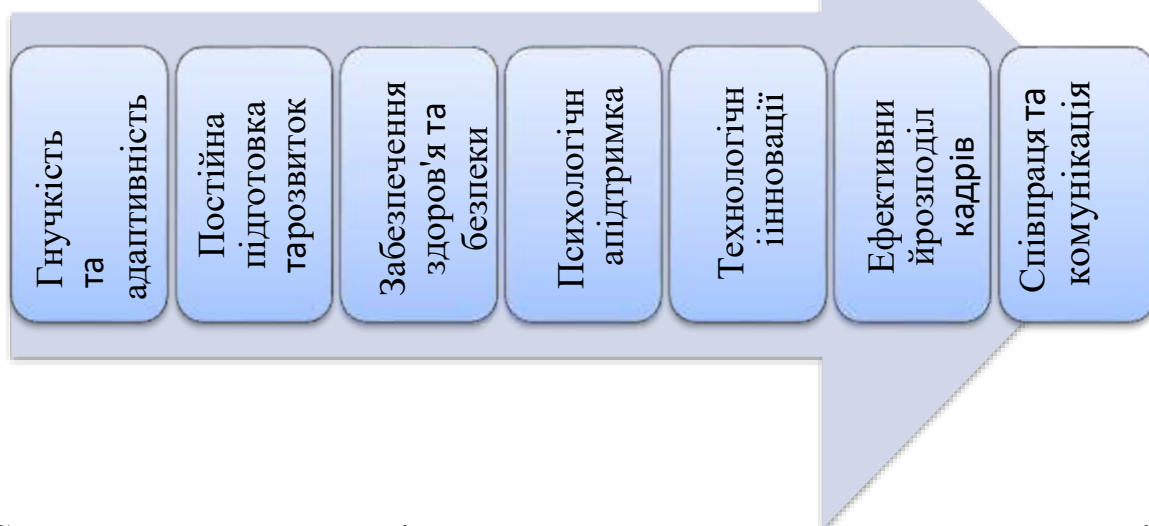 Гнучкість
та
адаптивність
Постійна
підготовка
тарозвиток
Забезпечення
здоров'я та
безпеки
Психологічн
апідтримка
Технологічн
іінновації
Ефективни
йрозподіл
кадрів
Співпраця та
комунікація